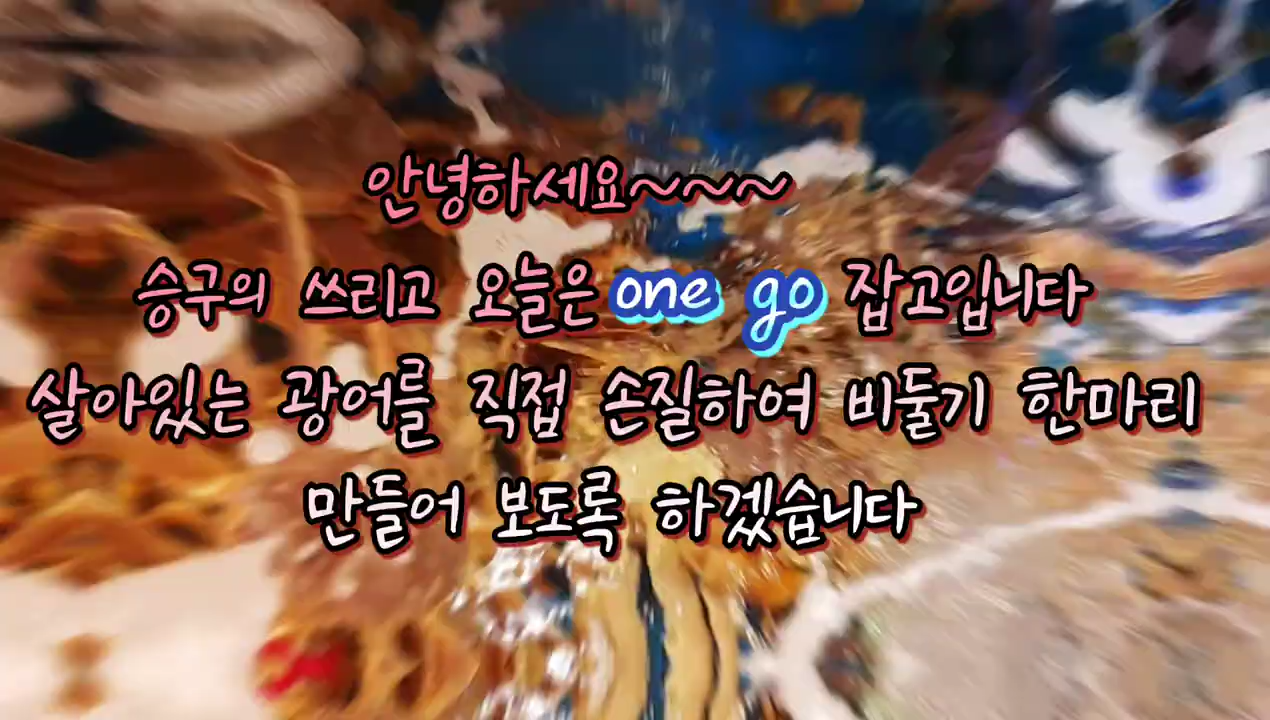 안녕하세요~~~
승구의 쓰리고 오늘은 one go 잡고입니다
살아있는 광어를 직접 손질하여 비둘기 한마리
만들어 보도록 하겠습니다